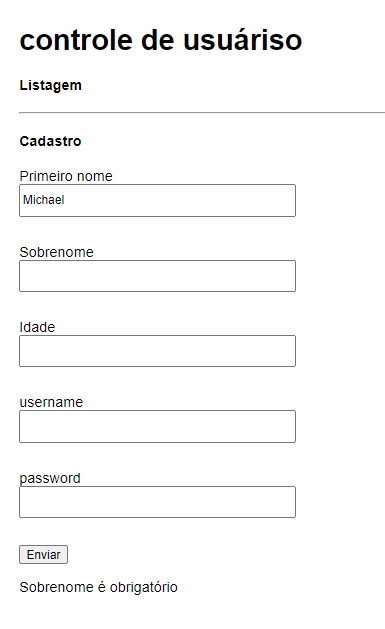 controle de usuáriso
Listagem
Cadastro
Primeiro nome
Michael
Sobrenome
Idade
username
password
Enviar
Sobrenome é obrigatório